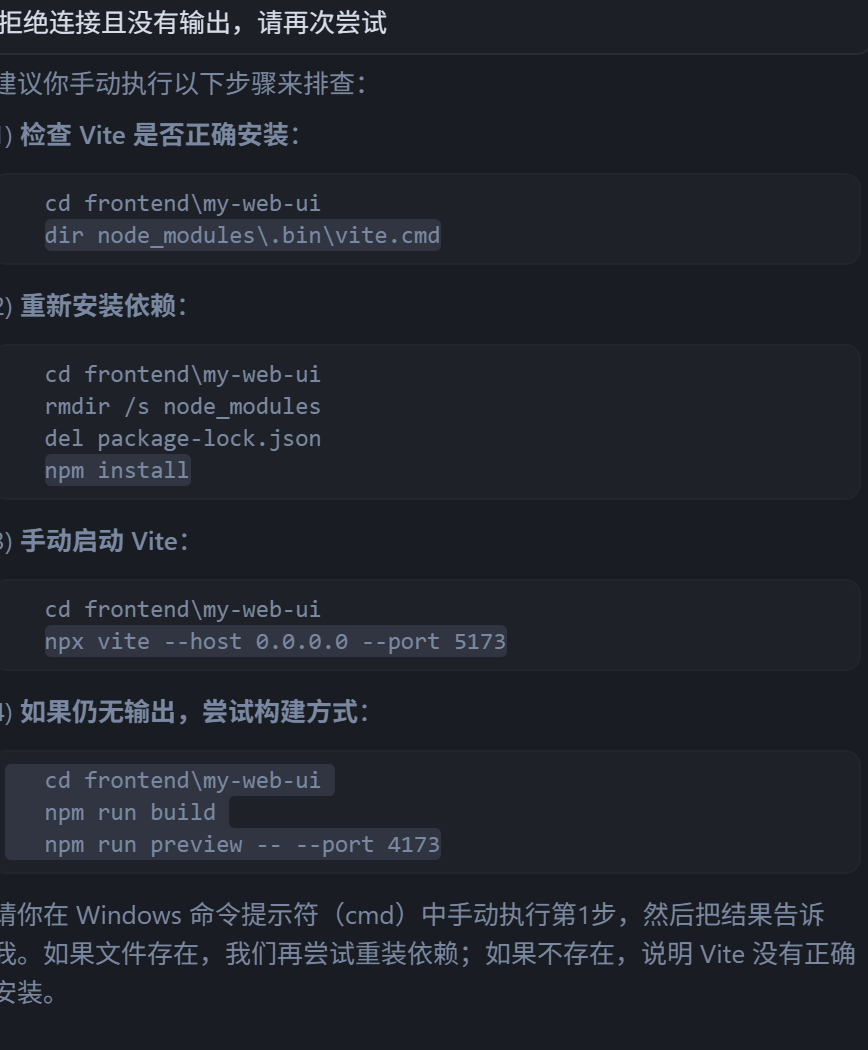 拒绝连接且没有输出，请再次尝试
建议你手动执行以下步骤来排查：
1) 检查 Vite 是否正确安装：
cd frontend\my-web-ui
dir node_modules\.bin\vite.cmd
2) 重新安装依赖：
cd frontend\my-web-ui
rmdir /s node_modules
del package-lock.json
npm install
3) 手动启动 Vite：
cd frontend\my-web-ui
npx vite --host 0.0.0.0 --port 5173
4) 如果仍无输出，尝试构建方式：
cd frontend\my-web-ui
npm run build
npm run preview -- --port 4173
请你在 Windows 命令提示符（cmd）中手动执行第1步，然后把结果告诉
我。如果文件存在，我们再尝试重装依赖；如果不存在，说明 Vite 没有正确
安装。